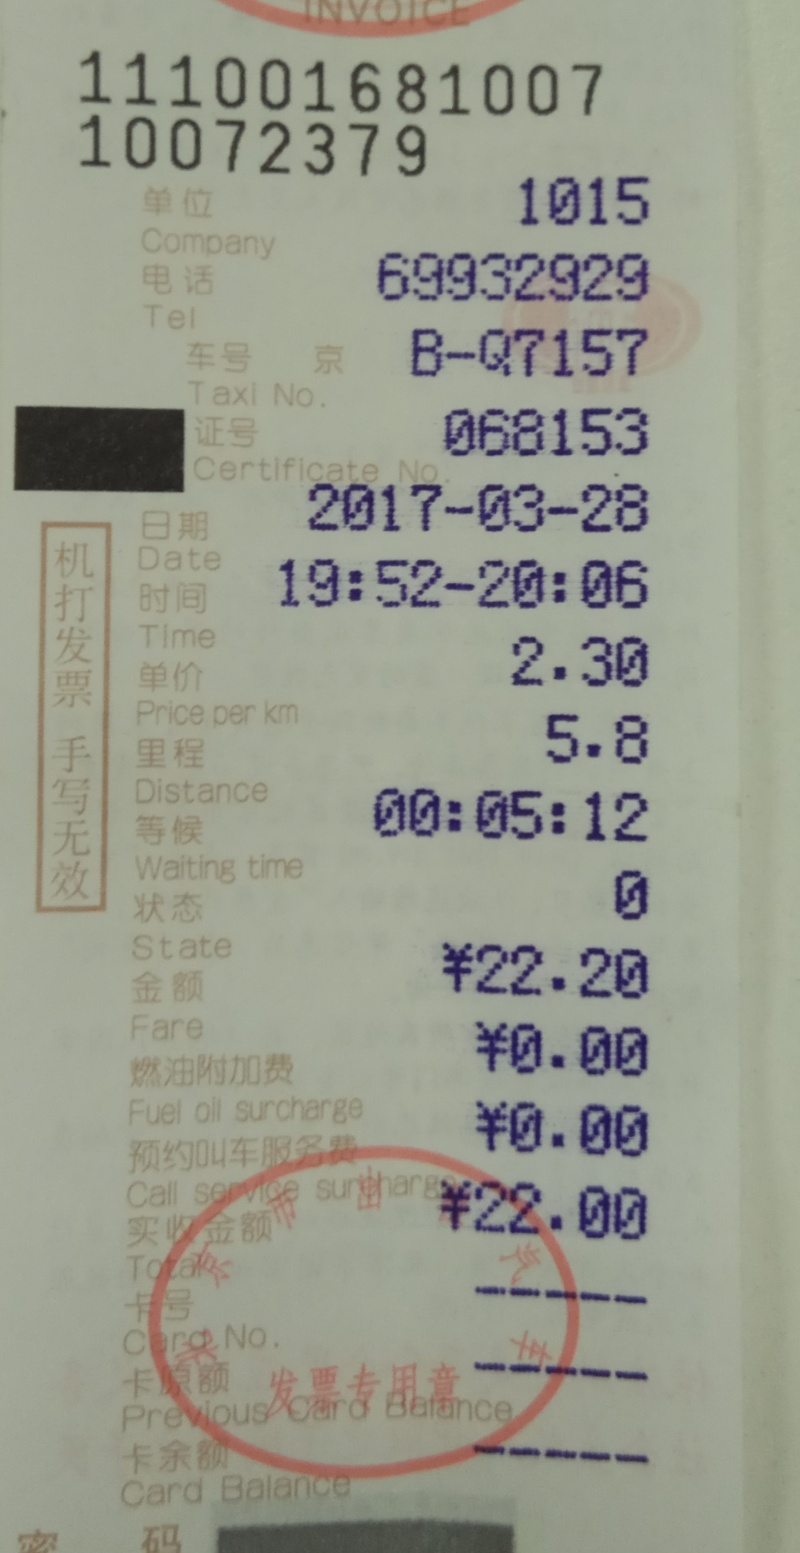 INVOICE
111001681007
10072379
单位 1015
Company
电话 69932929
Tel
车号 京 B-Q7157
Taxi No.
证号 068153
Certificate No.
日期 2017-03-28
Date
时间 19:52-20:06
Time
单价 2.30
Price per km
里程 5.8
Distance
等候 00:05:12
Waiting time
状态 0
State
金额 ¥22.20
Fare
燃油附加费 ¥0.00
Fuel oil surcharge
预约叫车服务费 ¥0.00
Call service surcharge
实收金额 ¥22.00
Total
卡号 -----
Card No.
卡原额 -----
Previous Card Balance
卡余额 -----
Card Balance
密 码
机打发票 手写无效
发票专用章